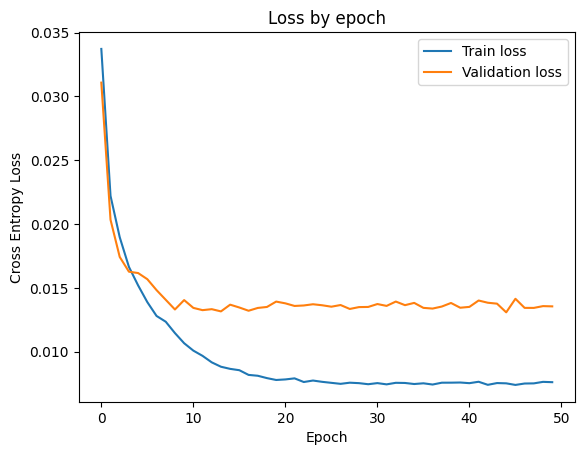 Loss by epoch
Train loss
Validation loss
Cross Entropy Loss
0.035
0.030
0.025
0.020
0.015
0.010
0
10
20
30
40
50
Epoch